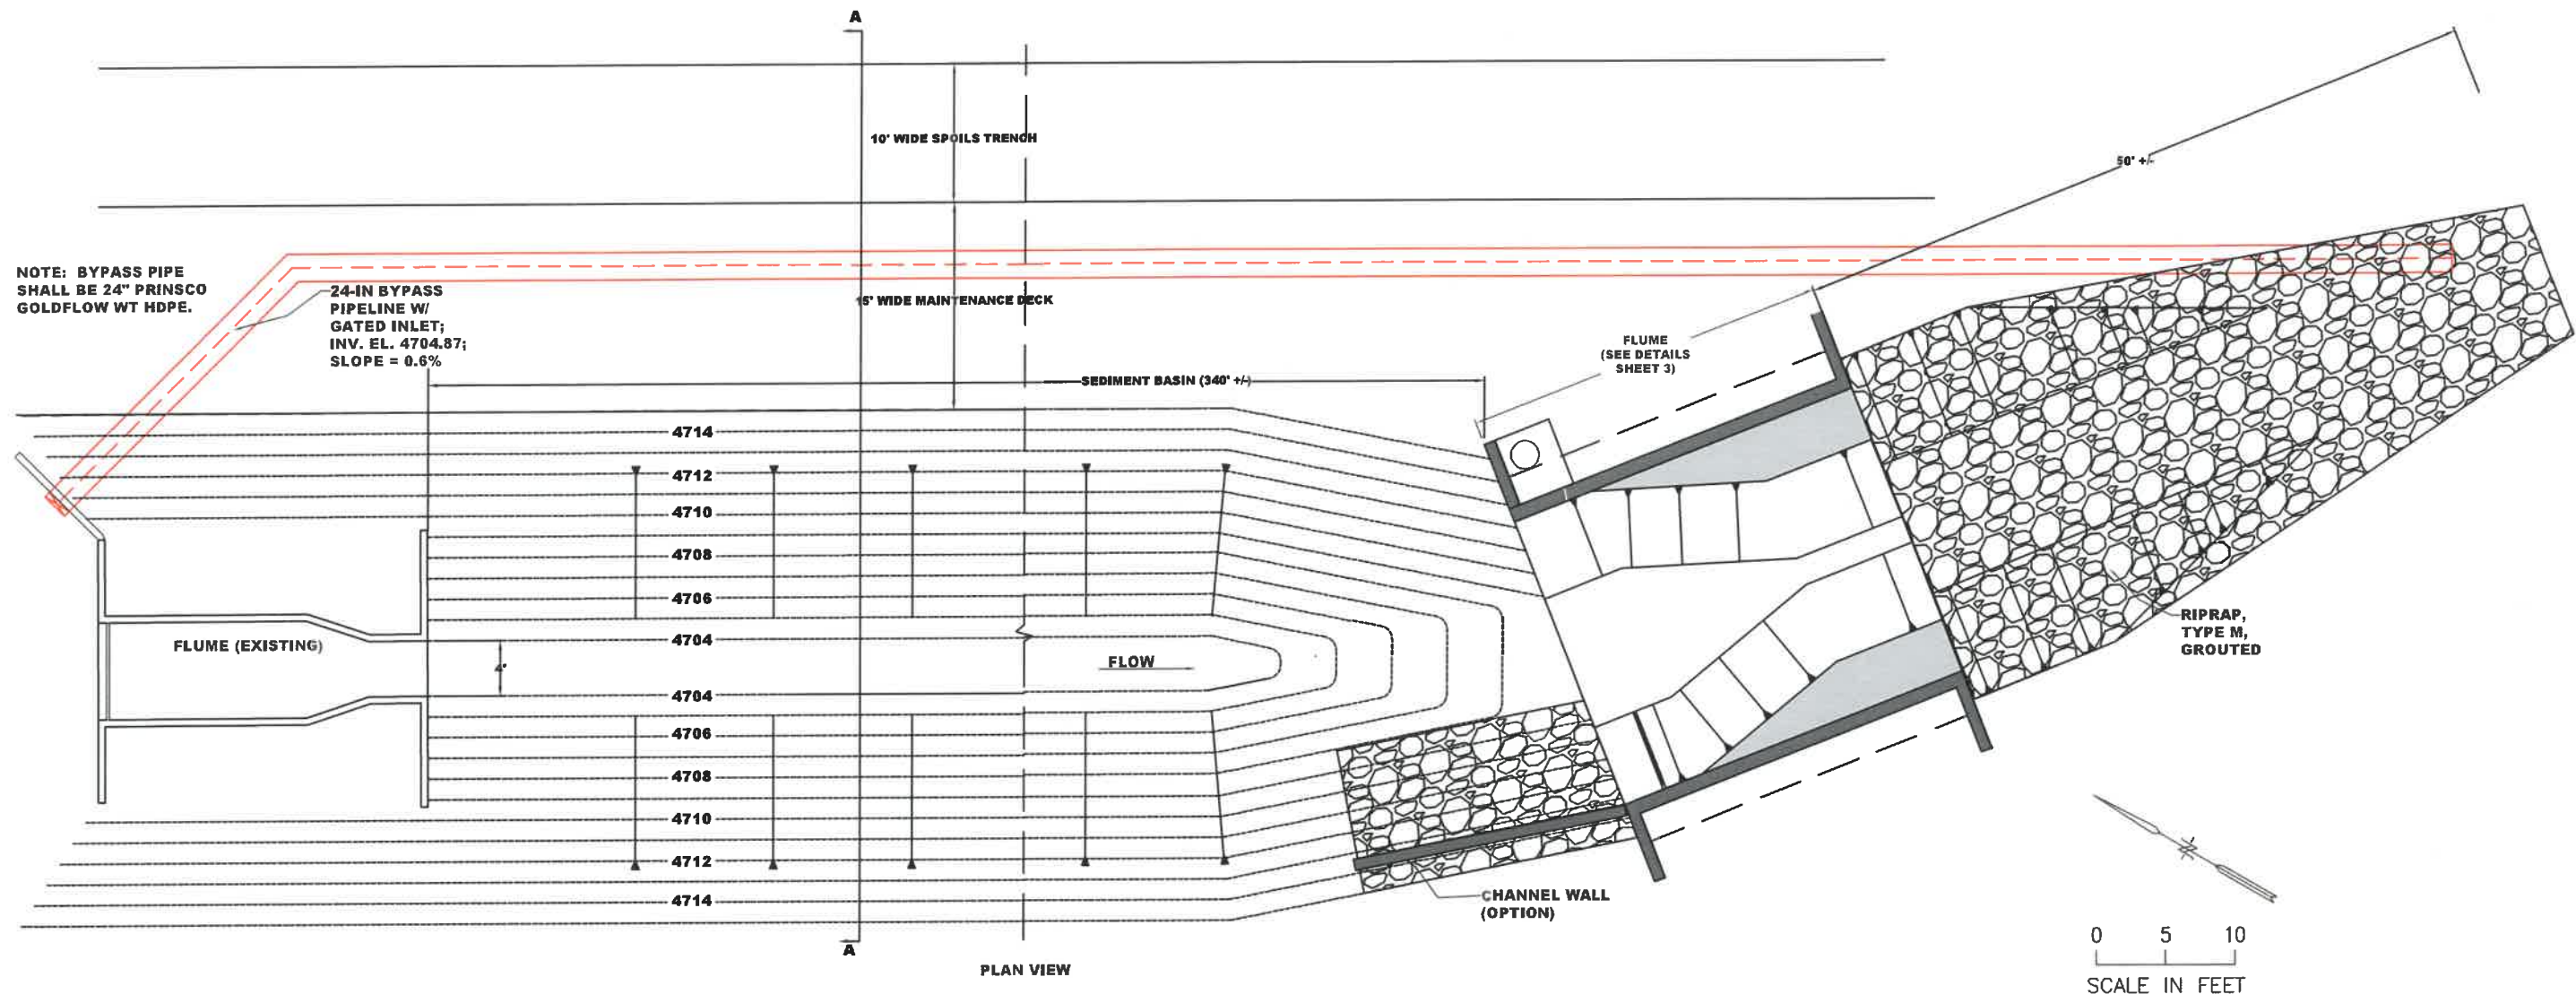 A
10' WIDE SPOILS TRENCH
50' +/-
NOTE: BYPASS PIPE
SHALL BE 24" PRINSCO
GOLDFLOW WT HDPE.
24-IN BYPASS
PIPELINE W/
GATED INLET;
INV. EL. 4704.87;
SLOPE = 0.6%
15' WIDE MAINTENANCE DECK
FLUME
(SEE DETAILS
SHEET 3)
SEDIMENT BASIN (340' +/-)
4714
4712
4710
4708
4706
4704
FLUME (EXISTING)
4'
FLOW
4704
4706
4708
4710
4712
4714
RIPRAP,
TYPE M,
GROUTED
CHANNEL WALL
(OPTION)
A
PLAN VIEW
N
0 5 10
SCALE IN FEET